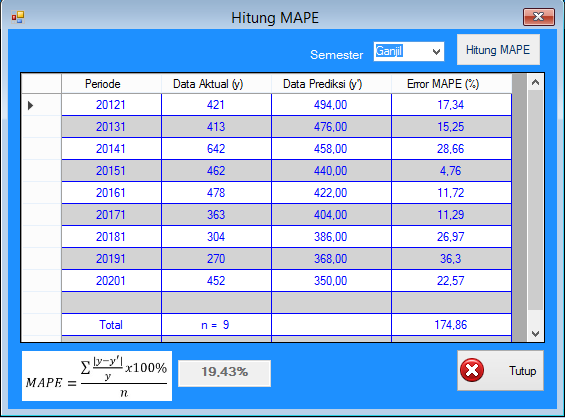 Hitung MAPE
Semester Ganjil Hitung MAPE
Periode Data Aktual (y) Data Prediksi (y') Error MAPE (%)
20121 421 494,00 17,34
20131 413 476,00 15,25
20141 642 458,00 28,66
20151 462 440,00 4,76
20161 478 422,00 11,72
20171 363 404,00 11,29
20181 304 386,00 26,97
20191 270 368,00 36,3
20201 452 350,00 22,57
Total n = 9 174,86
MAPE = ∑ |y−y′| / y x100% / n
19,43%
Tutup